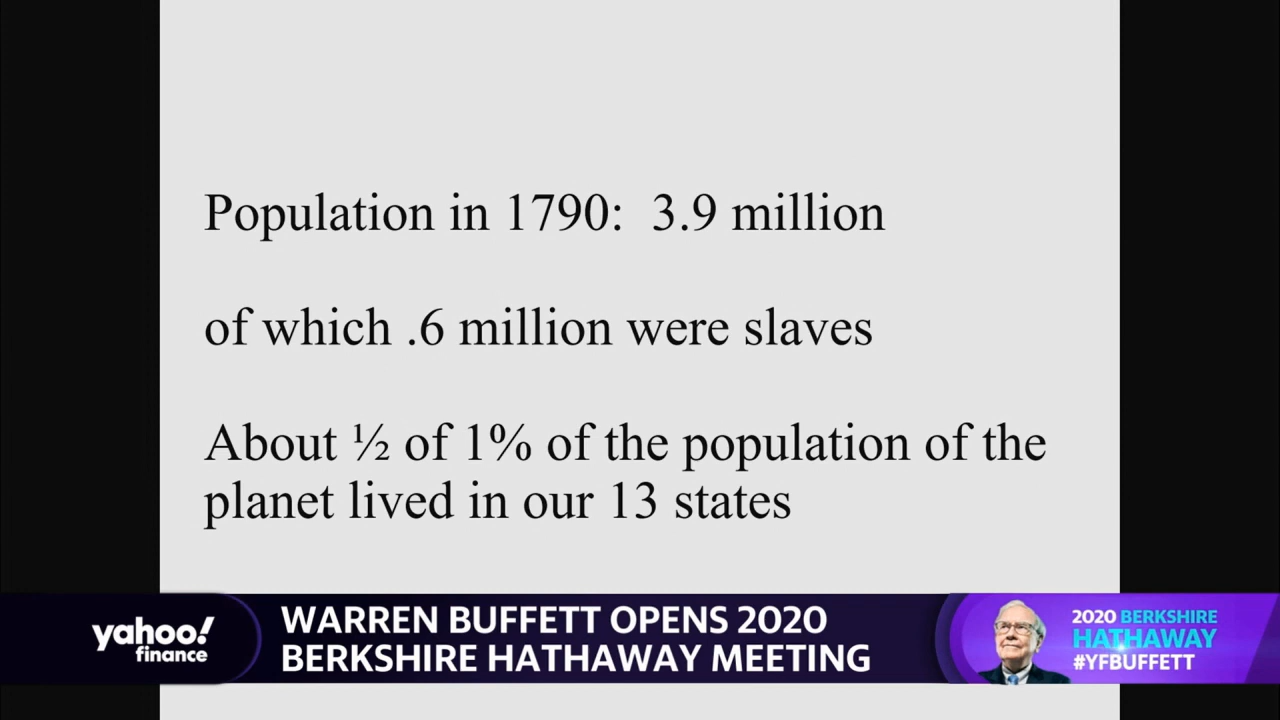 Population in 1790:  3.9 million
of which .6 million were slaves
About ½ of 1% of the population of the
planet lived in our 13 states
yahoo!
finance
WARREN BUFFETT OPENS 2020
BERKSHIRE HATHAWAY MEETING
2020 BERKSHIRE
HATHAWAY
#YFBUFFETT